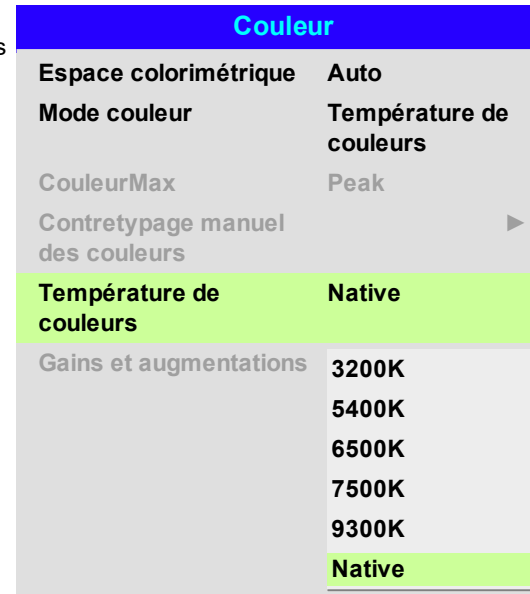 s
Couleur
Espace colorimétrique Auto
Mode couleur Température de
couleurs
CouleurMax Peak
Contretypage manuel ►
des couleurs
Température de Native
couleurs
Gains et augmentations 3200K
5400K
6500K
7500K
9300K
Native